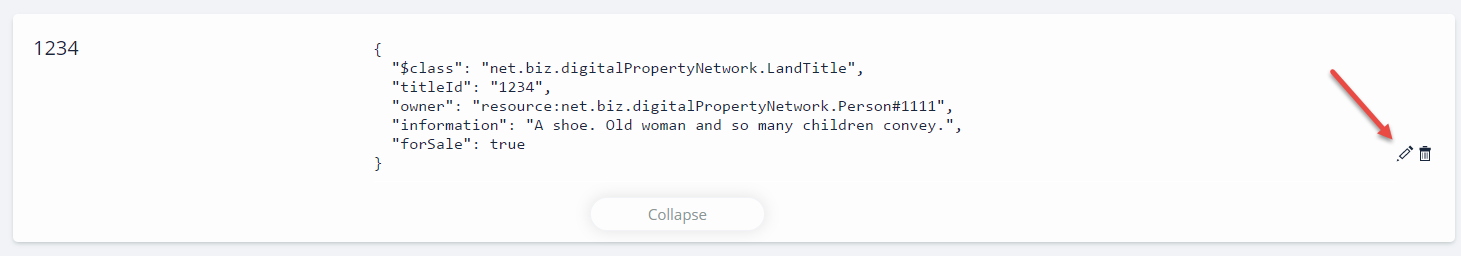 1234
{
"$class": "net.biz.digitalPropertyNetwork.LandTitle",
"titleId": "1234",
"owner": "resource:net.biz.digitalPropertyNetwork.Person#1111",
"information": "A shoe. Old woman and so many children convey.",
"forSale": true
}
Collapse